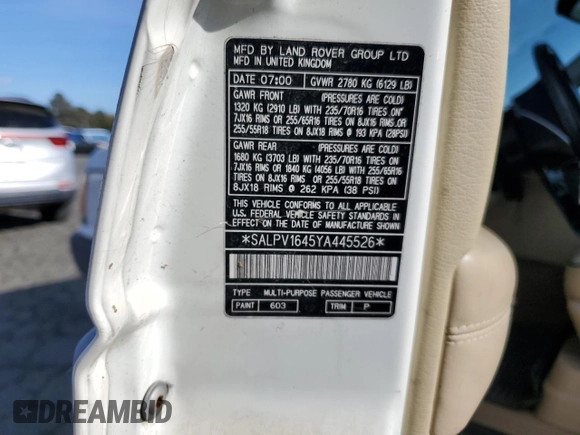 MFD BY LAND ROVER GROUP LTD
MFD IN UNITED KINGDOM
DATE 07:00 GVWR 2780 KG (6129 LB)
GAWR FRONT (PRESSURES ARE COLD)
1320 KG (2910 LB) WITH 235/70R16 TIRES ON
7JX16 RIMS OR 255/65R16 TIRES ON 8JX16 RIMS OR
255/55R18 TIRES ON 8JX18 RIMS @ 193 KPA (28PSI)
GAWR REAR (PRESSURES ARE COLD)
1680 KG (3703 LB) WITH 235/70R16 TIRES ON
7JX16 RIMS OR 1840 KG (4056 LB) WITH 255/65R16
TIRES ON 8JX16 RIMS OR 255/55R18 TIRES ON
8JX18 RIMS @ 262 KPA (38 PSI)
THIS VEHICLE CONFORMS TO ALL APPLICABLE
U.S. FEDERAL MOTOR VEHICLE SAFETY STANDARDS
IN EFFECT ON THE DATE OF MANUFACTURE SHOWN
*SALPV1645YA445526*
TYPE MULTI-PURPOSE PASSENGER VEHICLE
PAINT 603 TRIM P
DREAMBID